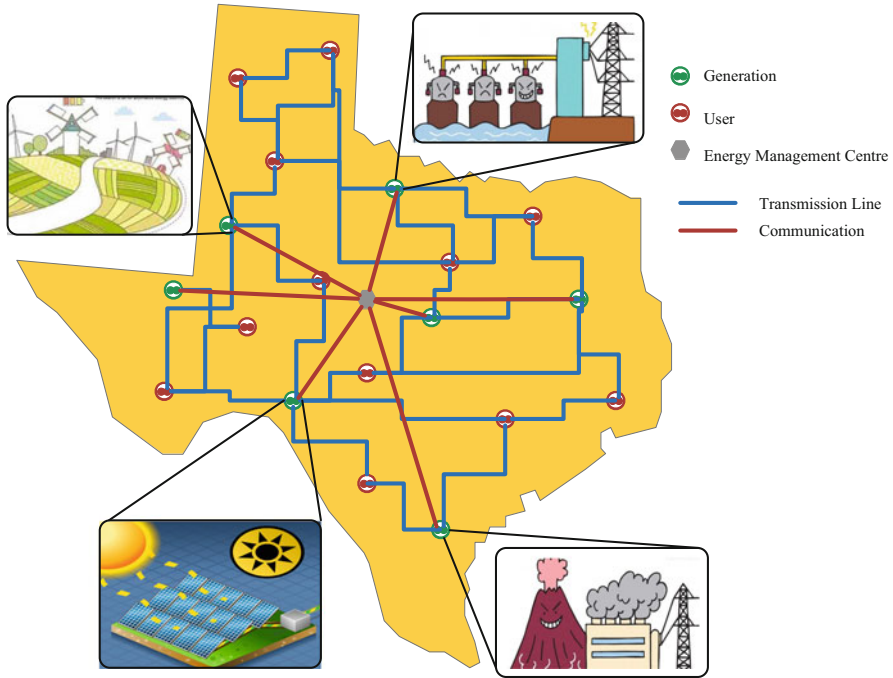 Generation
User
Energy Management Centre
Transmission Line
Communication